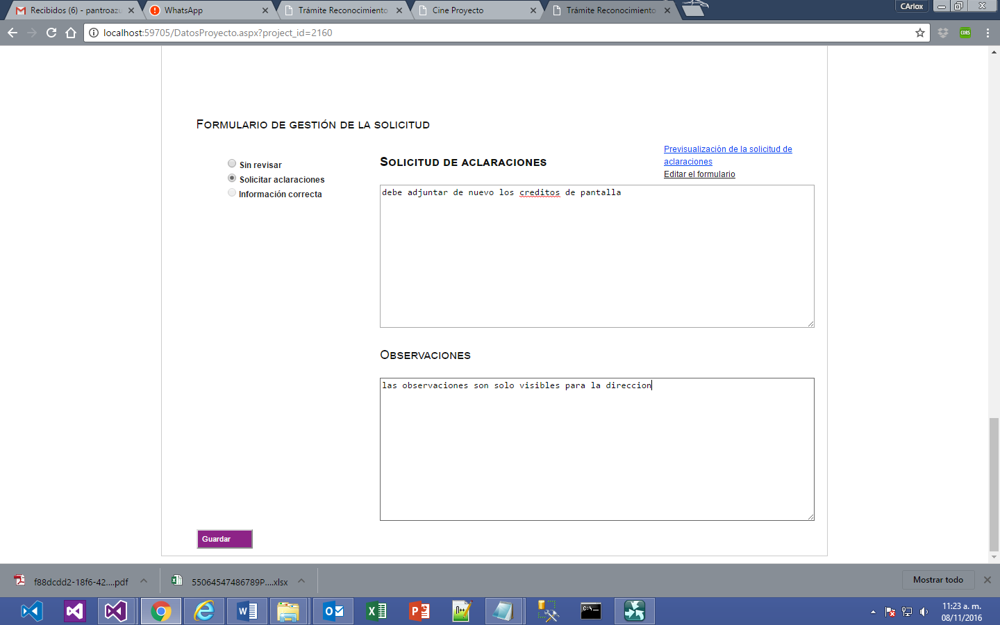 Recibidos (6) - pantroazu
WhatsApp
Trámite Reconocimiento
Cine Proyecto
Trámite Reconocimiento
CArlox
localhost:59705/DatosProyecto.aspx?project_id=2160
CORS
Formulario de gestión de la solicitud
Sin revisar
Solicitar aclaraciones
Información correcta
Solicitud de aclaraciones
Previsualización de la solicitud de
aclaraciones
Editar el formulario
debe adjuntar de nuevo los creditos de pantalla
Observaciones
las observaciones son solo visibles para la direccion
Guardar
f88dcdd2-18f6-42....pdf
55064547486789P....xlsx
Mostrar todo
11:23 a. m.
08/11/2016